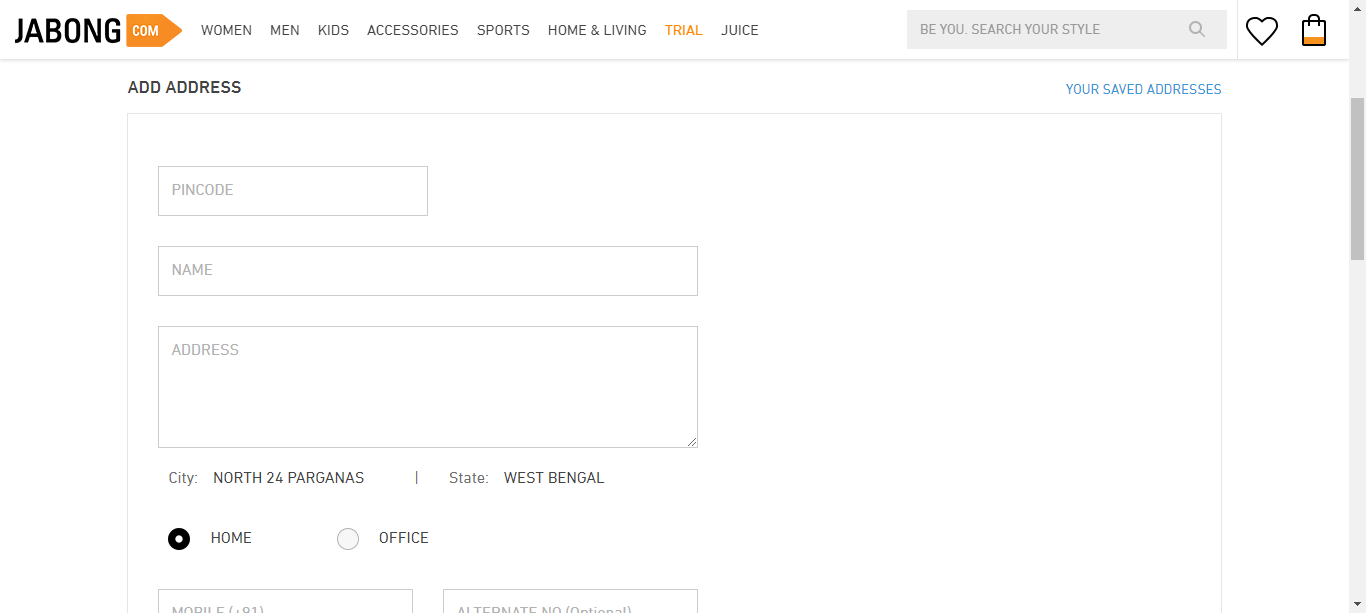 JABONG COM WOMEN MEN KIDS ACCESSORIES SPORTS HOME & LIVING TRIAL JUICE BE YOU. SEARCH YOUR STYLE
ADD ADDRESS YOUR SAVED ADDRESSES
PINCODE
NAME
ADDRESS
City: NORTH 24 PARGANAS | State: WEST BENGAL
HOME OFFICE
MOBILE (+91) ALTERNATE NO (Optional)